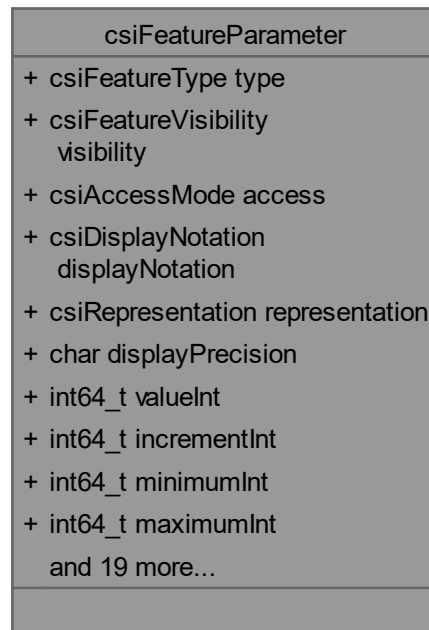 csiFeatureParameter
+ csiFeatureType type
+ csiFeatureVisibility
visibility
+ csiAccessMode access
+ csiDisplayNotation
displayNotation
+ csiRepresentation representation
+ char displayPrecision
+ int64_t valueInt
+ int64_t incrementInt
+ int64_t minimumInt
+ int64_t maximumInt
and 19 more...